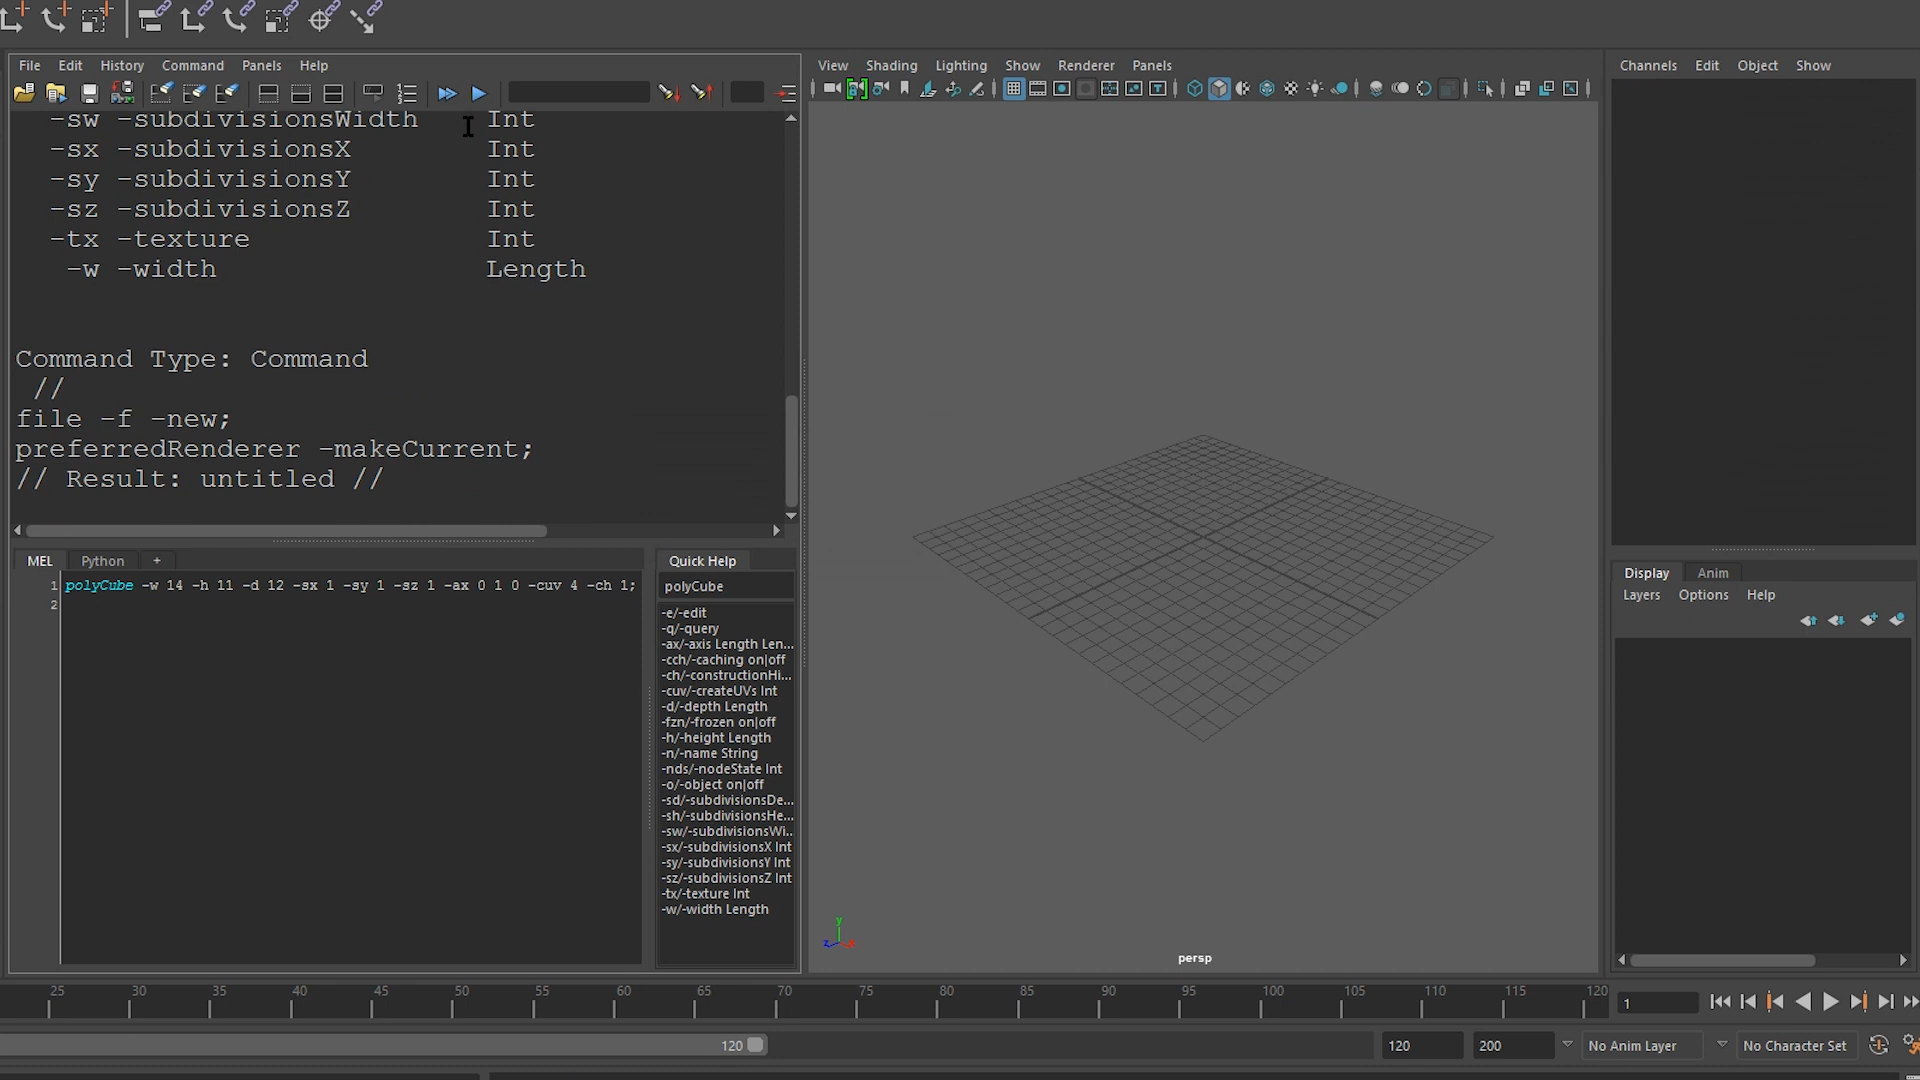 File Edit History Command Panels Help
-sw -subdivisionsWidth Int
-sx -subdivisionsX Int
-sy -subdivisionsY Int
-sz -subdivisionsZ Int
-tx -texture Int
-w -width Length
Command Type: Command
//
file -f -new;
preferredRenderer -makeCurrent;
// Result: untitled //
MEL Python +
1 polyCube -w 14 -h 11 -d 12 -sx 1 -sy 1 -sz 1 -ax 0 1 0 -cuv 4 -ch 1;
2
Quick Help
polyCube
-e/-edit
-q/-query
-ax/-axis Length Len...
-cch/-caching on|off
-ch/-constructionHi...
-cuv/-createUVs Int
-d/-depth Length
-fzn/-frozen on|off
-h/-height Length
-n/-name String
-nds/-nodeState Int
-o/-object on|off
-sd/-subdivisionsDe...
-sh/-subdivisionsHe...
-sw/-subdivisionsWi...
-sx/-subdivisionsX Int
-sy/-subdivisionsY Int
-sz/-subdivisionsZ Int
-tx/-texture Int
-w/-width Length
View Shading Lighting Show Renderer Panels
y
z
persp
Channels Edit Object Show
Display Anim
Layers Options Help
25 30 35 40 45 50 55 60 65 70 75 80 85 90 95 100 105 110 115 120
1
120
120 200 No Anim Layer No Character Set